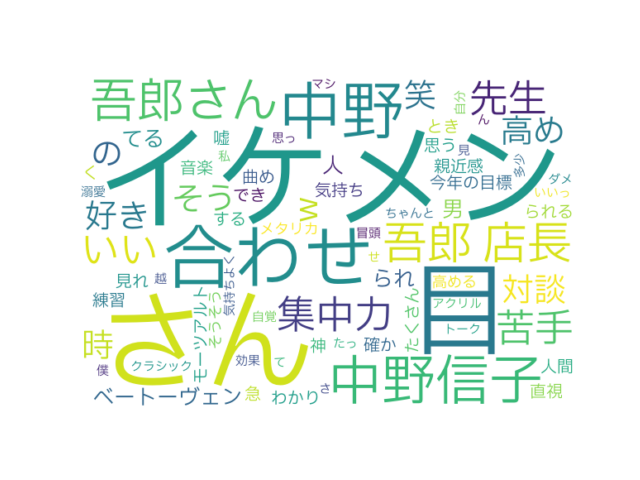 マシ
自分
吾郎さん
中野
笑
先生
ん
とき
の
てる
嘘
思っ
高め
イケメン
私
思う
見
音楽
人
親近感
多少
く
曲め
溺愛
そう
でき
気持ち
今年の目標
ダメ
いいっ
好き
する
w
ちゃんと
男
られる
メタリカ
冒頭
いい
合わせ
目
吾郎 店長
せ
見れ
越
気持ちよく
られ
高める
対談
練習
モーツアルト
そうそう
さん
集中力
たくさん
アクリル
時
自覚
苦手
トーク
神
たっ
確か
僕
クラシック
効果
て
中野信子
人間
ベートーヴェン
急
わかり
さ
直視